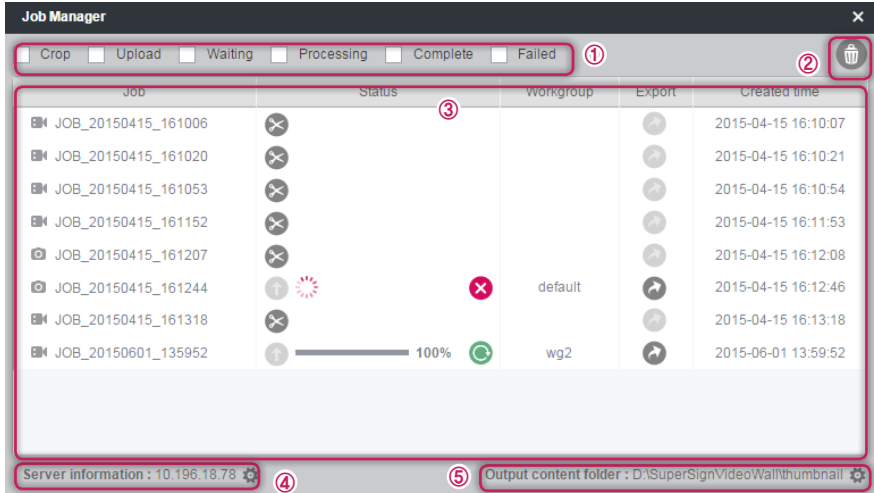 Job Manager
Crop Upload Waiting Processing Complete Failed ①
②
Job Status Workgroup Export Created time
③
JOB_20150415_161006 2015-04-15 16:10:07
JOB_20150415_161020 2015-04-15 16:10:21
JOB_20150415_161053 2015-04-15 16:10:54
JOB_20150415_161152 2015-04-15 16:11:53
JOB_20150415_161207 2015-04-15 16:12:08
JOB_20150415_161244 default 2015-04-15 16:12:46
JOB_20150415_161318 2015-04-15 16:13:18
JOB_20150601_135952 100% wg2 2015-06-01 13:59:52
Server information : 10.196.18.78 ④ ⑤ Output content folder : D:\SuperSignVideoWall\thumbnail